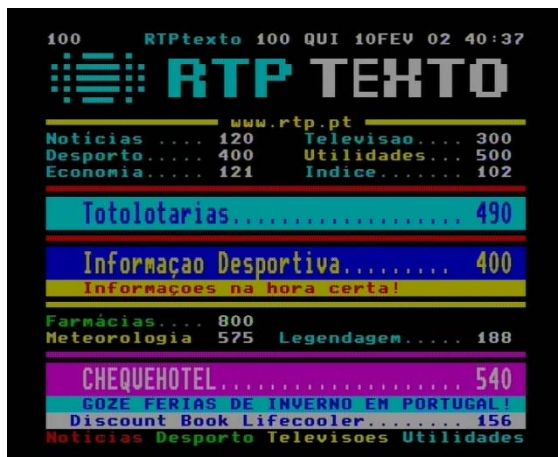 100 RTPtexto 100 QUI 10FEV 02 40:37
RTP TEXTO
www.rtp.pt
Notícias .... 120 Televisao.... 300
Desporto..... 400 Utilidades... 500
Economia..... 121 Indice....... 102
Totolotarias................... 490
Informaçao Desportiva......... 400
Informaçoes na hora certa!
Farmácias.... 800
Meteorologia 575 Legendagem..... 188
CHEQUEHOTEL.................... 540
GOZE FERIAS DE INVERNO EM PORTUGAL!
Discount Book Lifecooler........ 156
Notícias Desporto Televisoes Utilidades